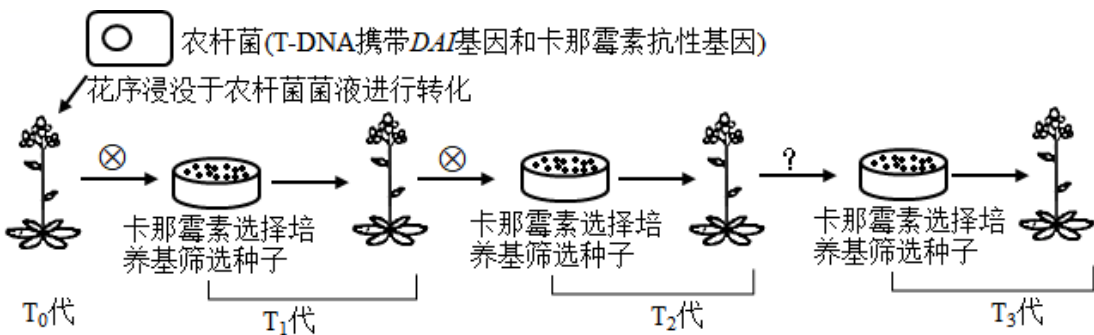 农杆菌(T-DNA携带DAI基因和卡那霉素抗性基因)
花序浸没于农杆菌菌液进行转化
?
卡那霉素选择培
养基筛选种子
卡那霉素选择培
养基筛选种子
卡那霉素选择培
养基筛选种子
T₀代
T₁代
T₂代
T₃代